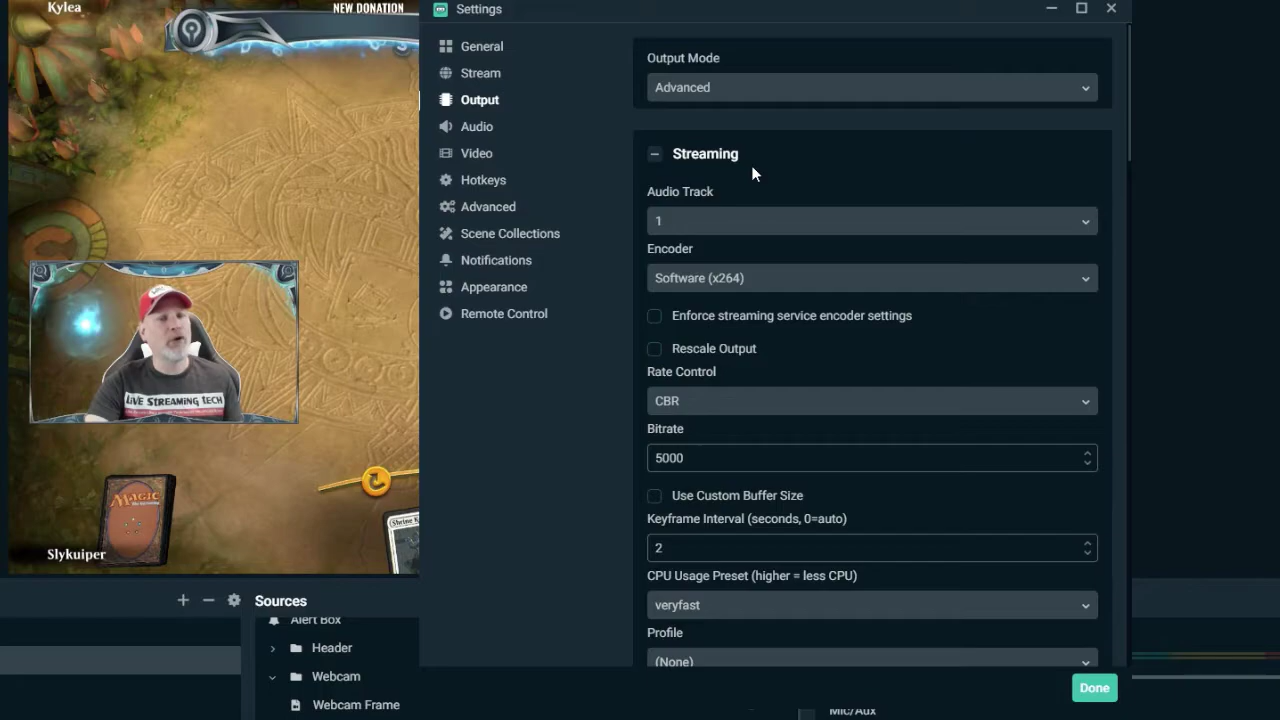 Kylea
NEW DONATION
Settings
General
Stream
Output
Audio
Video
Hotkeys
Advanced
Scene Collections
Notifications
Appearance
Remote Control
Output Mode
Advanced
Streaming
Audio Track
1
Encoder
Software (x264)
Enforce streaming service encoder settings
Rescale Output
Rate Control
CBR
Bitrate
5000
Use Custom Buffer Size
Keyframe Interval (seconds, 0=auto)
2
CPU Usage Preset (higher = less CPU)
veryfast
Profile
(None)
Done
LIVE STREAMING TECH
MAGIC
Shrine
Slykuiper
Sources
Alert Box
Header
Webcam
Webcam Frame
Mic/Aux